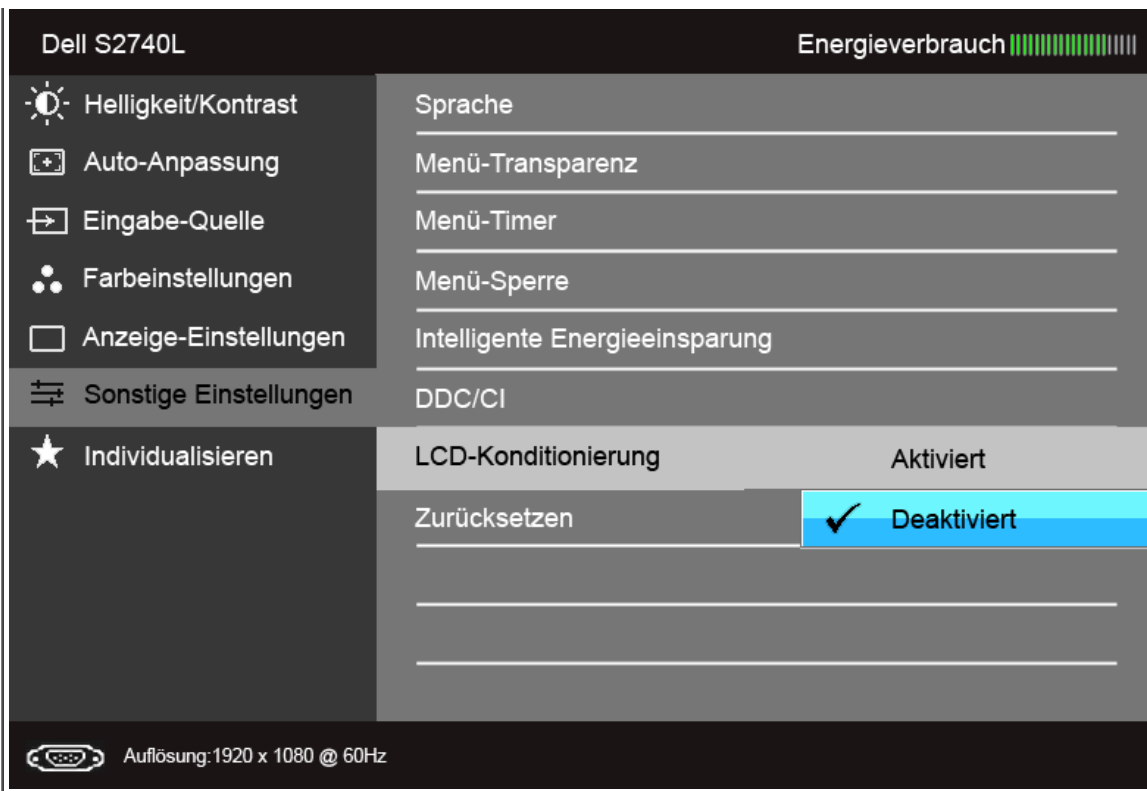 Dell S2740L
Energieverbrauch
Helligkeit/Kontrast
Auto-Anpassung
Eingabe-Quelle
Farbeinstellungen
Anzeige-Einstellungen
Sonstige Einstellungen
Individualisieren
Sprache
Menü-Transparenz
Menü-Timer
Menü-Sperre
Intelligente Energieeinsparung
DDC/CI
LCD-Konditionierung
Aktiviert
Zurücksetzen
Deaktiviert
Auflösung:1920 x 1080 @ 60Hz